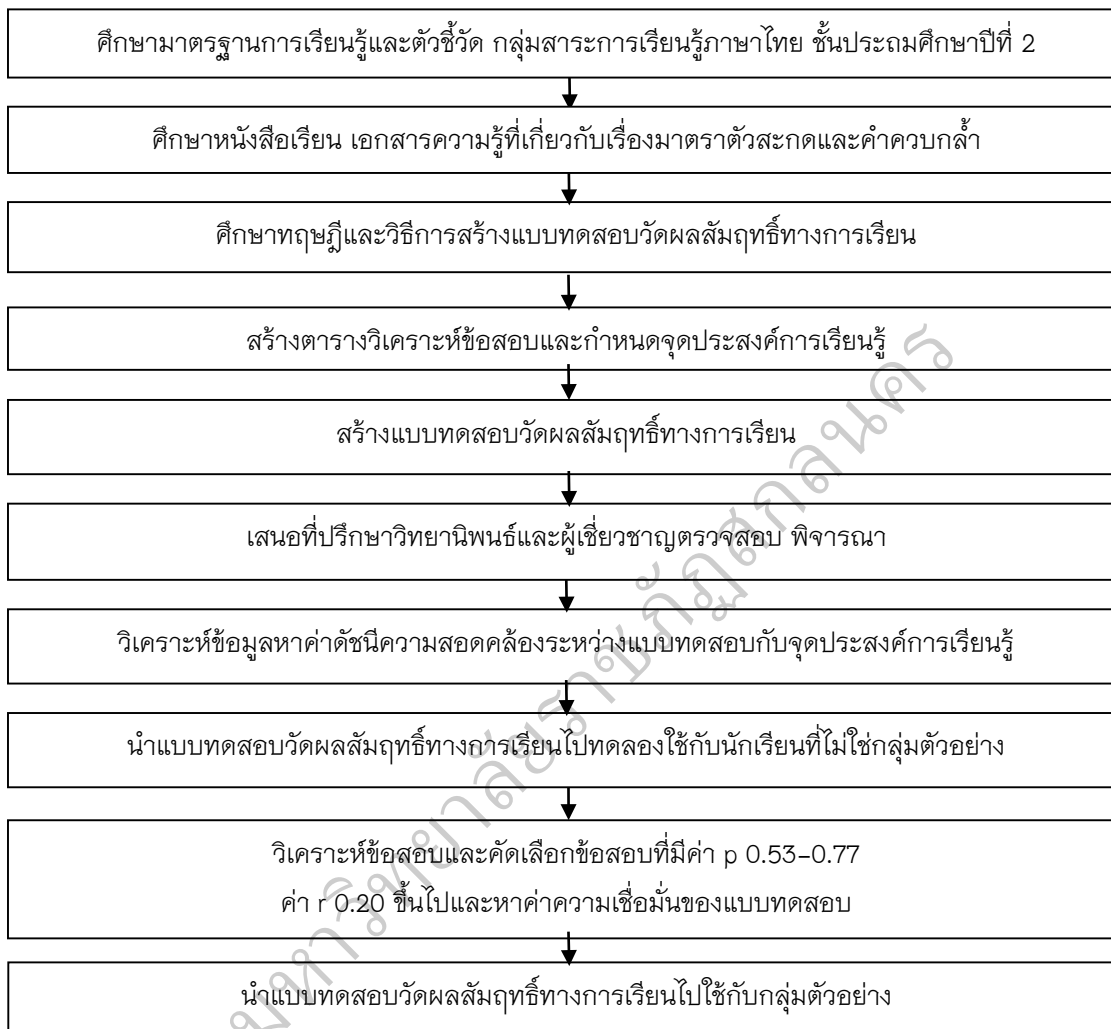 ศึกษามาตรฐานการเรียนรู้และตัวชี้วัด กลุ่มสาระการเรียนรู้ภาษาไทย ชั้นประถมศึกษาปีที่ 2
ศึกษาหนังสือเรียน เอกสารความรู้ที่เกี่ยวกับเรื่องมาตราตัวสะกดและคำควบกล้ำ
ศึกษาทฤษฎีและวิธีการสร้างแบบทดสอบวัดผลสัมฤทธิ์ทางการเรียน
สร้างตารางวิเคราะห์ข้อสอบและกำหนดจุดประสงค์การเรียนรู้
สร้างแบบทดสอบวัดผลสัมฤทธิ์ทางการเรียน
เสนอที่ปรึกษาวิทยานิพนธ์และผู้เชี่ยวชาญตรวจสอบ พิจารณา
วิเคราะห์ข้อมูลหาค่าดัชนีความสอดคล้องระหว่างแบบทดสอบกับจุดประสงค์การเรียนรู้
นำแบบทดสอบวัดผลสัมฤทธิ์ทางการเรียนไปทดลองใช้กับนักเรียนที่ไม่ใช่กลุ่มตัวอย่าง
วิเคราะห์ข้อสอบและคัดเลือกข้อสอบที่มีค่า p 0.53–0.77
ค่า r 0.20 ขึ้นไปและหาค่าความเชื่อมั่นของแบบทดสอบ
นำแบบทดสอบวัดผลสัมฤทธิ์ทางการเรียนไปใช้กับกลุ่มตัวอย่าง
มหาวิทยาลัยราชภัฏสกลนคร